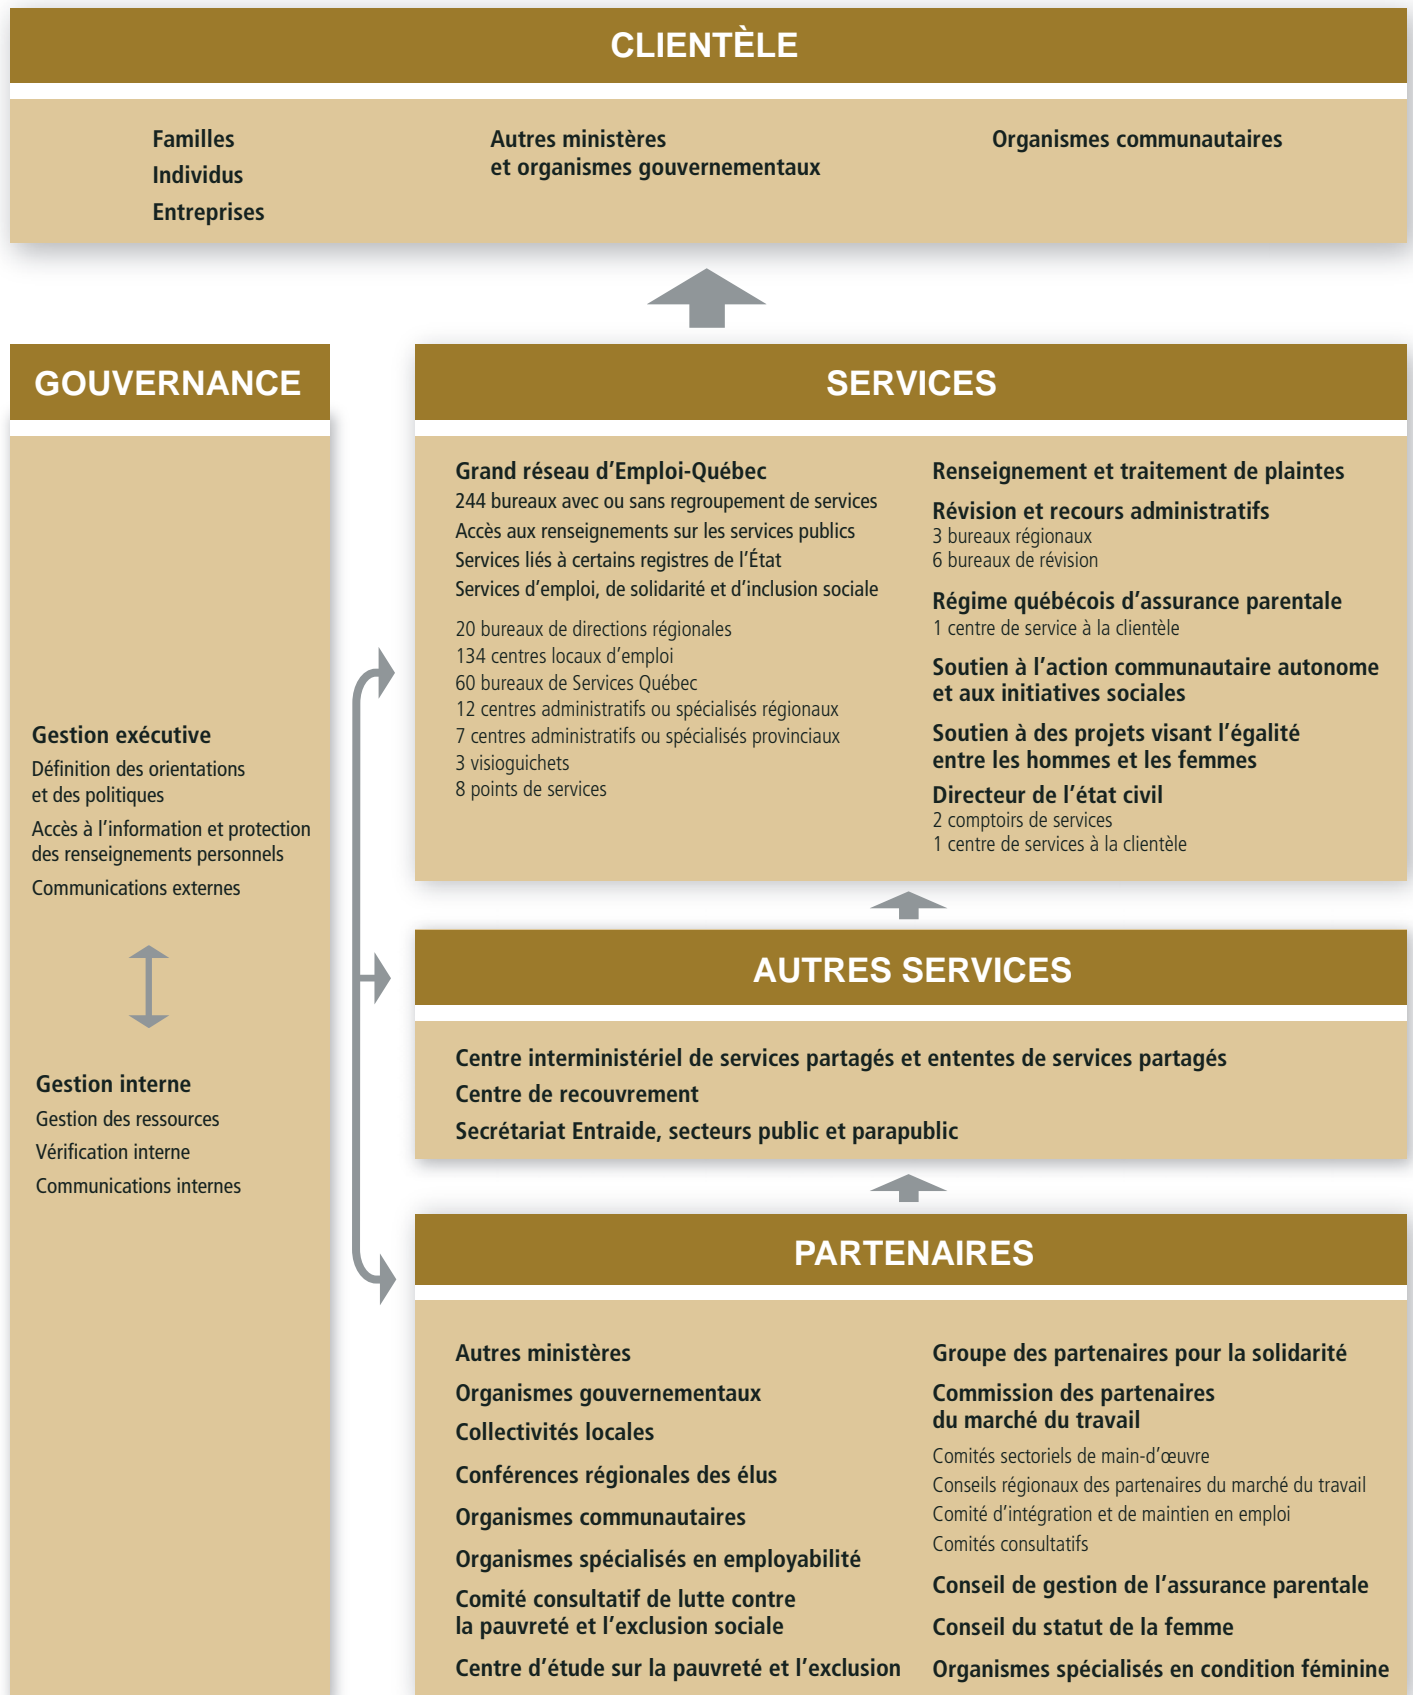 CLIENTÈLE
Familles
Individus
Entreprises
Autres ministères
et organismes gouvernementaux
Organismes communautaires
GOUVERNANCE
Gestion exécutive
Définition des orientations
et des politiques
Accès à l’information et protection
des renseignements personnels
Communications externes
Gestion interne
Gestion des ressources
Vérification interne
Communications internes
SERVICES
Grand réseau d’Emploi-Québec
244 bureaux avec ou sans regroupement de services
Accès aux renseignements sur les services publics
Services liés à certains registres de l’État
Services d’emploi, de solidarité et d’inclusion sociale
20 bureaux de directions régionales
134 centres locaux d’emploi
60 bureaux de Services Québec
12 centres administratifs ou spécialisés régionaux
7 centres administratifs ou spécialisés provinciaux
3 visioguichets
8 points de services
Renseignement et traitement de plaintes
Révision et recours administratifs
3 bureaux régionaux
6 bureaux de révision
Régime québécois d’assurance parentale
1 centre de service à la clientèle
Soutien à l’action communautaire autonome
et aux initiatives sociales
Soutien à des projets visant l’égalité
entre les hommes et les femmes
Directeur de l’état civil
2 comptoirs de services
1 centre de services à la clientèle
AUTRES SERVICES
Centre interministériel de services partagés et ententes de services partagés
Centre de recouvrement
Secrétariat Entraide, secteurs public et parapublic
PARTENAIRES
Autres ministères
Organismes gouvernementaux
Collectivités locales
Conférences régionales des élus
Organismes communautaires
Organismes spécialisés en employabilité
Comité consultatif de lutte contre
la pauvreté et l’exclusion sociale
Centre d’étude sur la pauvreté et l’exclusion
Groupe des partenaires pour la solidarité
Commission des partenaires
du marché du travail
Comités sectoriels de main-d’œuvre
Conseils régionaux des partenaires du marché du travail
Comité d’intégration et de maintien en emploi
Comités consultatifs
Conseil de gestion de l’assurance parentale
Conseil du statut de la femme
Organismes spécialisés en condition féminine